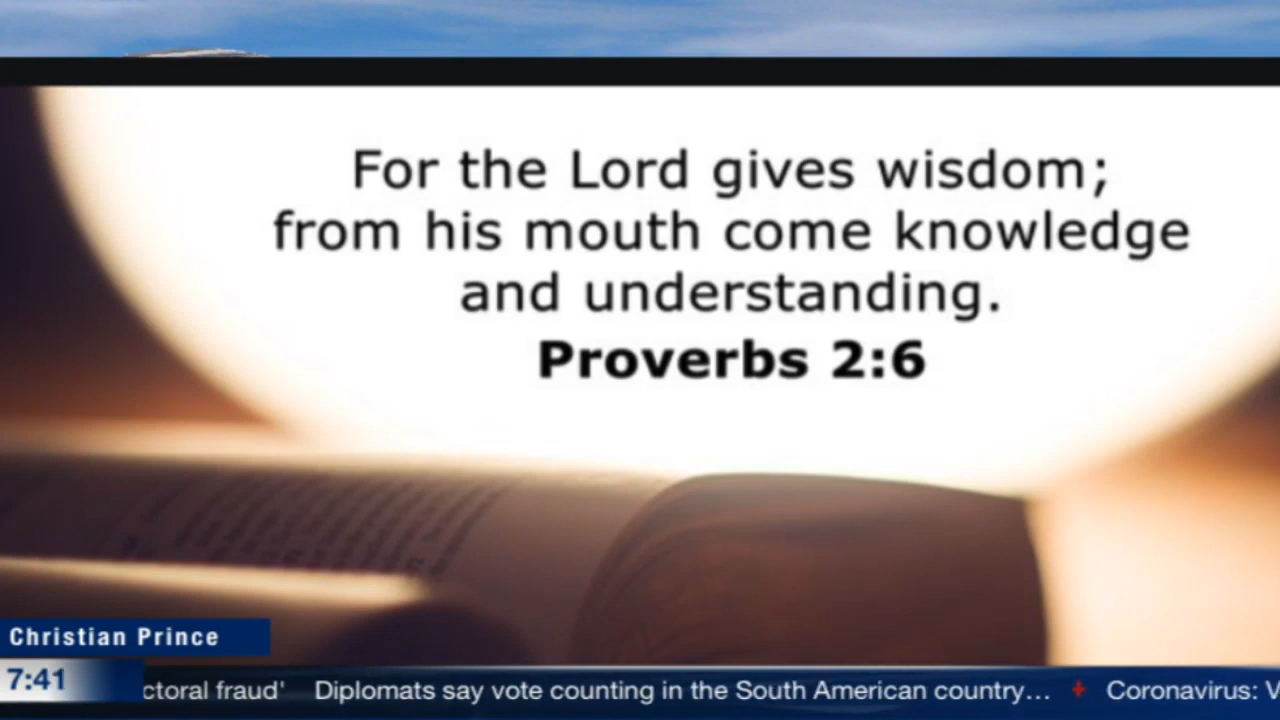 For the Lord gives wisdom;
from his mouth come knowledge
and understanding.
Proverbs 2:6
Christian Prince
7:41
ctoral fraud' Diplomats say vote counting in the South American country... Coronavirus: V